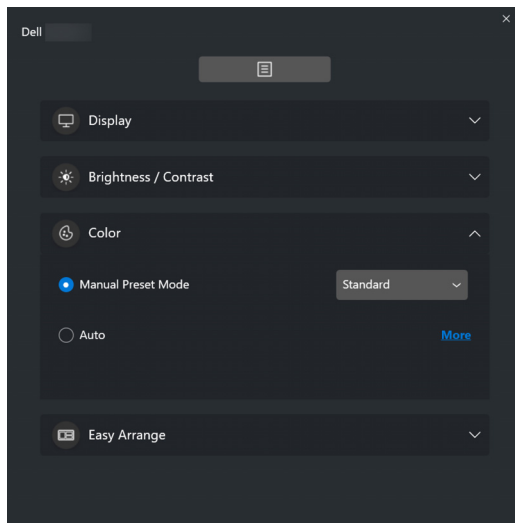 Dell
Display
Brightness / Contrast
Color
Manual Preset Mode
Standard
Auto
More
Easy Arrange